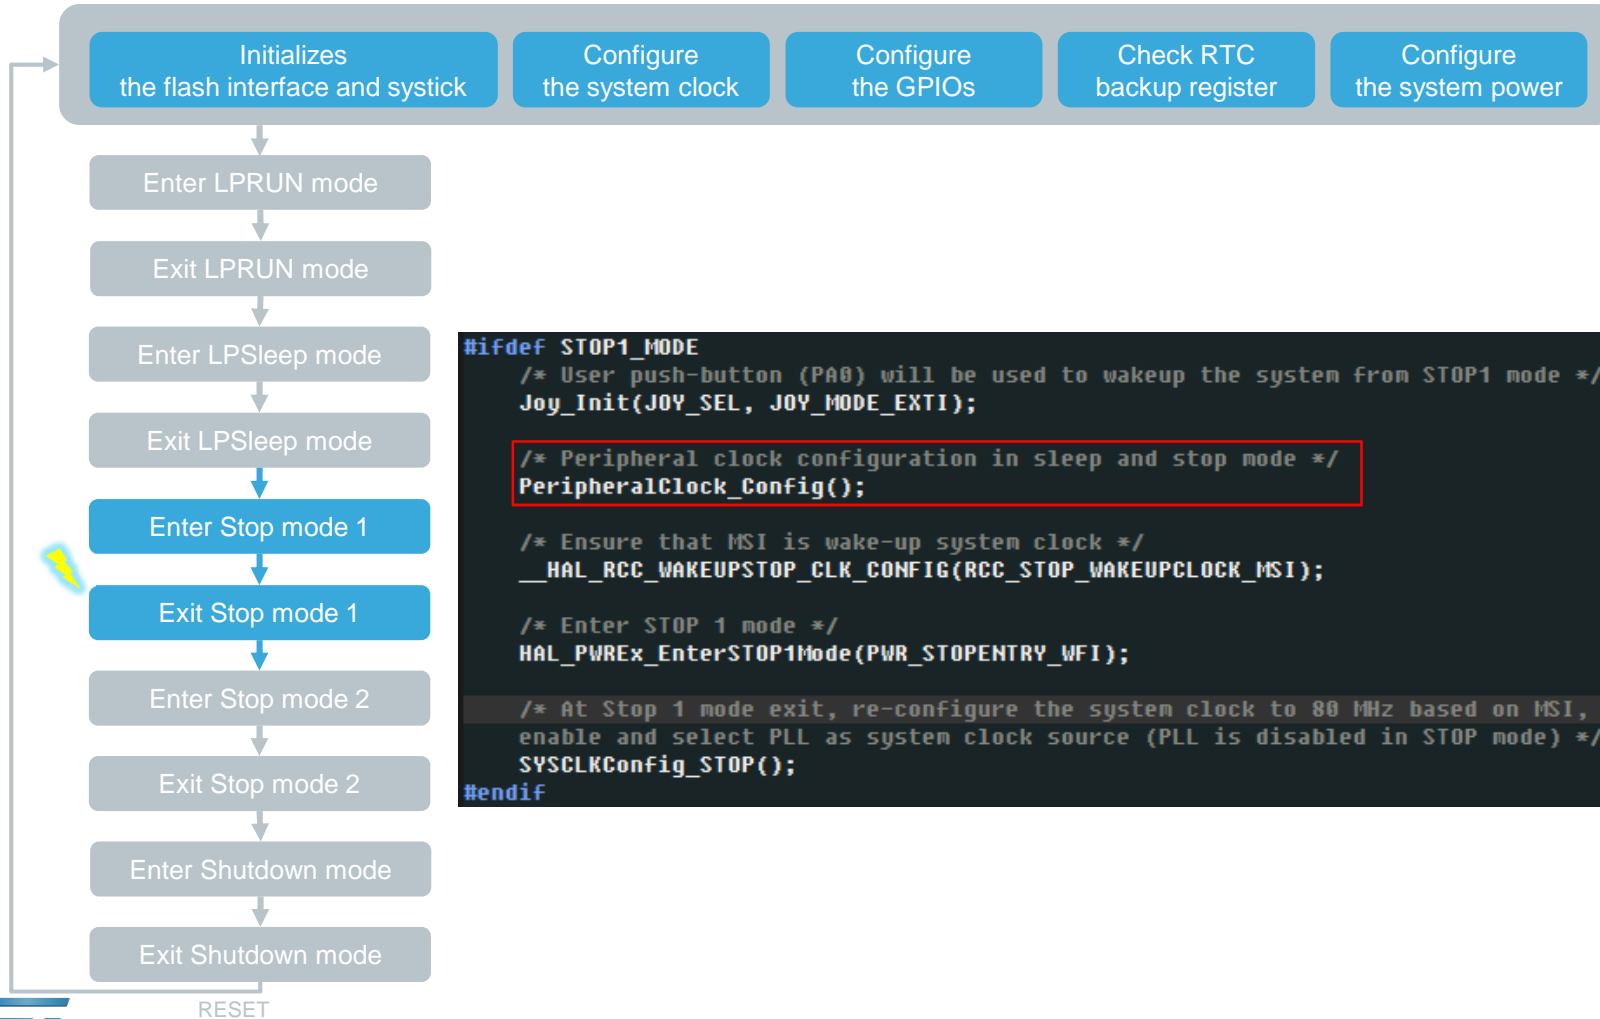 Initializes
the flash interface and systick
Configure
the system clock
Configure
the GPIOs
Check RTC
backup register
Configure
the system power
Enter LPRUN mode
Exit LPRUN mode
Enter LPSleep mode
Exit LPSleep mode
Enter Stop mode 1
Exit Stop mode 1
Enter Stop mode 2
Exit Stop mode 2
Enter Shutdown mode
Exit Shutdown mode
RESET
#ifdef STOP1_MODE
/* User push-button (PA0) will be used to wakeup the system from STOP1 mode */
Joy_Init(JOY_SEL, JOY_MODE_EXTI);
/* Peripheral clock configuration in sleep and stop mode */
PeripheralClock_Config();
/* Ensure that MSI is wake-up system clock */
__HAL_RCC_WAKEUPSTOP_CLK_CONFIG(RCC_STOP_WAKEUPCLOCK_MSI);
/* Enter STOP 1 mode */
HAL_PWREx_EnterSTOP1Mode(PWR_STOPENTRY_WFI);
/* At Stop 1 mode exit, re-configure the system clock to 80 MHz based on MSI,
enable and select PLL as system clock source (PLL is disabled in STOP mode) */
SYSCLKConfig_STOP();
#endif